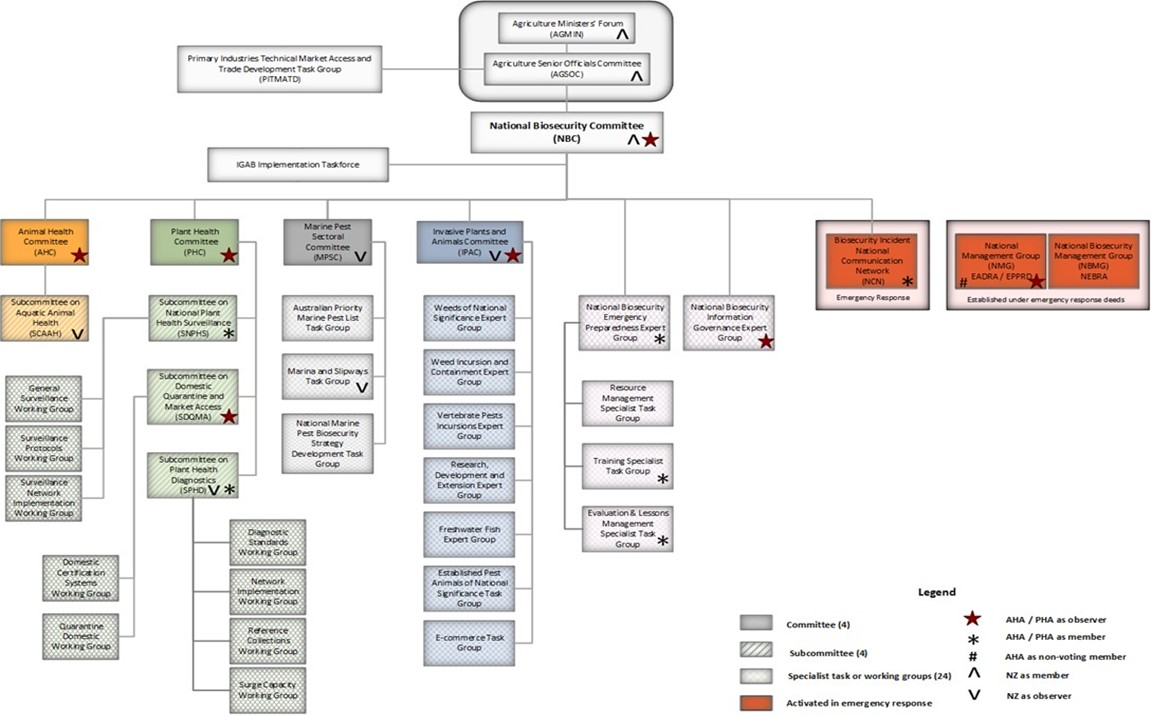 Agriculture Ministers' Forum
(AGMIN)
Λ
Primary Industries Technical Market Access and
Trade Development Task Group
(PITMATD)
Agriculture Senior Officials Committee
(AGSOC)
Λ
National Biosecurity Committee
(NBC)
Λ ★
IGAB Implementation Taskforce
Animal Health
Committee
(AHC) ★
Plant Health
Committee
(PHC) ★
Marine Pest
Sectoral
Committee
(MPSC) V
Invasive Plants and
Animals Committee
(IPAC) V ★
Biosecurity Incident
National
Communication
Network
(NCN) *
Emergency Response
National
Management Group
(NMG)
# EADRA / EPPRD ★
National Biosecurity
Management Group
(NBMG)
NEBRA
Established under emergency response deeds
Subcommittee on
Aquatic Animal
Health
(SCAAH) V
Subcommittee on
National Plant
Health Surveillance
(SNPHS) *
Subcommittee on
Domestic
Quarantine and
Market Access
(SDQMA) ★
Subcommittee on
Plant Health
Diagnostics
(SPHD) V *
General
Surveillance
Working Group
Surveillance
Protocols
Working Group
Surveillance
Network
Implementation
Working Group
Domestic
Certification
Systems
Working Group
Quarantine
Domestic
Working Group
Diagnostic
Standards
Working Group
Network
Implementation
Working Group
Reference
Collections
Working Group
Surge Capacity
Working Group
Australian Priority
Marine Pest List
Task Group
Marina and Slipways
Task Group V
National Marine
Pest Biosecurity
Strategy
Development Task
Group
Weeds of National
Significance Expert
Group
Weed Incursion and
Containment Expert
Group
Vertebrate Pests
Incursions Expert
Group
Research,
Development and
Extension Expert
Group
Freshwater Fish
Expert Group
Established Pest
Animals of National
Significance Task
Group
E-commerce Task
Group
National Biosecurity
Emergency
Preparedness Expert
Group *
Resource
Management
Specialist Task
Group
Training Specialist
Task Group *
Evaluation & Lessons
Management
Specialist Task
Group *
National Biosecurity
Information
Governance Expert
Group ★
Legend
Committee (4)
Subcommittee (4)
Specialist task or working groups (24)
Activated in emergency response
★ AHA / PHA as observer
* AHA / PHA as member
# AHA as non-voting member
Λ NZ as member
V NZ as observer